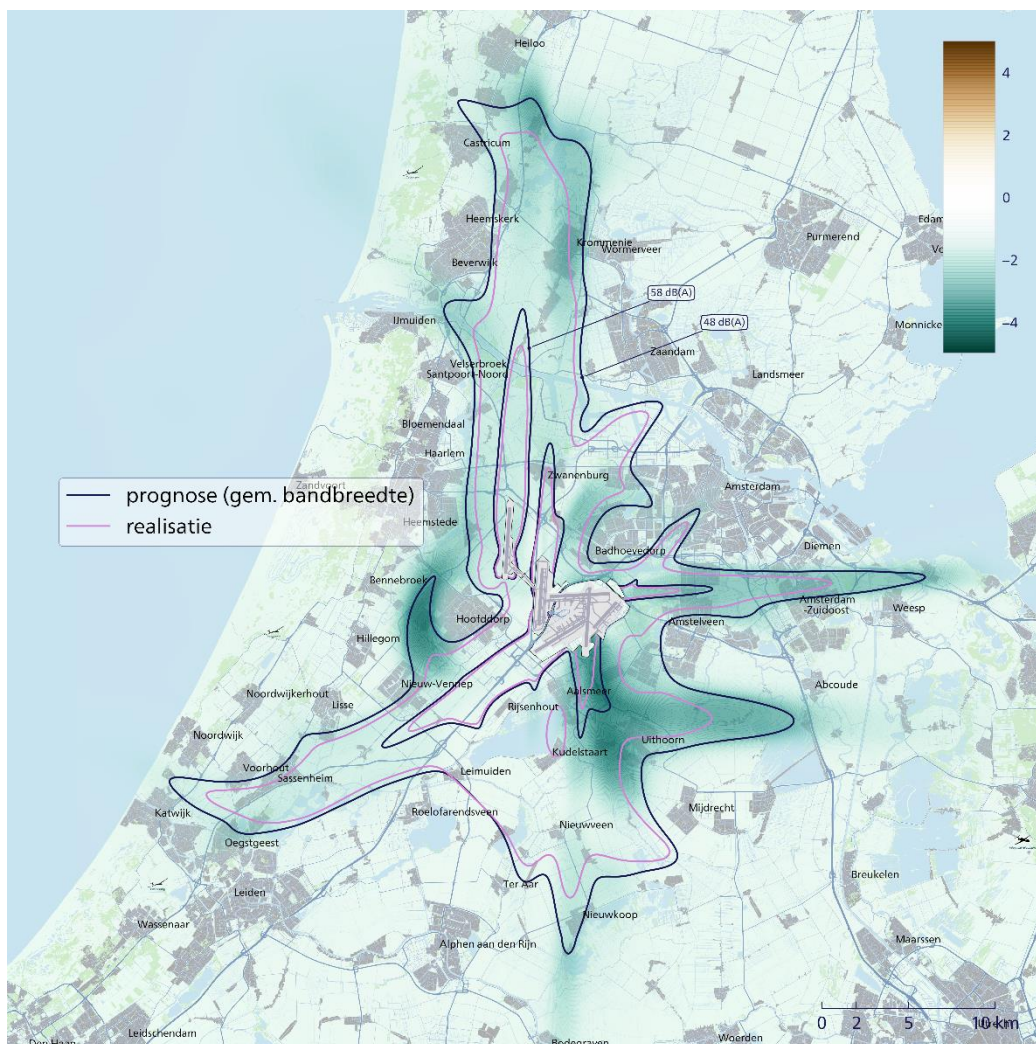 Heiloo
4
Castricum
2
Heemskerk
Edam
0
Krommenie
Purmerend
Wormerveer
Beverwijk
−2
58 dB(A)
IJmuiden
48 dB(A)
Monnicke
−4
Zaandam
Velserbroek
Santpoort-Noord
Landsmeer
Bloemendaal
Haarlem
Zwanenburg
Zandvoort
Amsterdam
prognose (gem. bandbreedte)
realisatie
Heemstede
Diemen
Badhoevedorp
Bennebroek
Amsterdam
-Zuidoost
Weesp
Hoofddorp
Amstelveen
Hillegom
Nieuw-Vennep
Abcoude
Aalsmeer
Noordwijkerhout
Lisse
Rijsenhout
Noordwijk
Uithoorn
Kudelstaart
Voorhout
Sassenheim
Leimuiden
Katwijk
Mijdrecht
Roelofarendsveen
Nieuwveen
Oegstgeest
Ter Aar
Breukelen
Leiden
Nieuwkoop
Wassenaar
Alphen aan den Rijn
Maarssen
0 2 5 10 km
Leidschendam
Den Haag
Woerden
Bodegraven
Utrecht